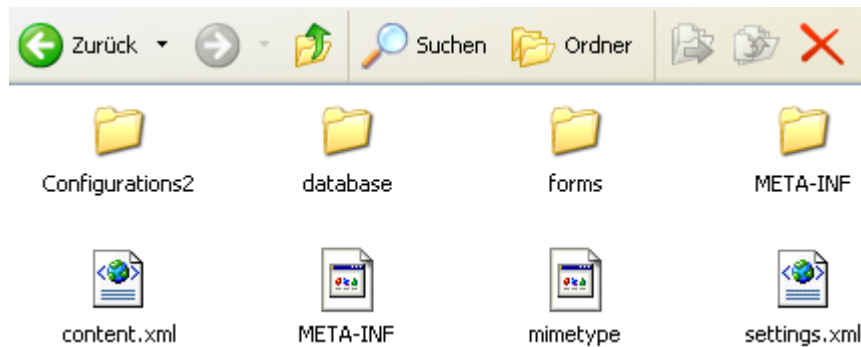 Zurück Suchen Ordner
Configurations2 database forms META-INF
content.xml META-INF mimetype settings.xml